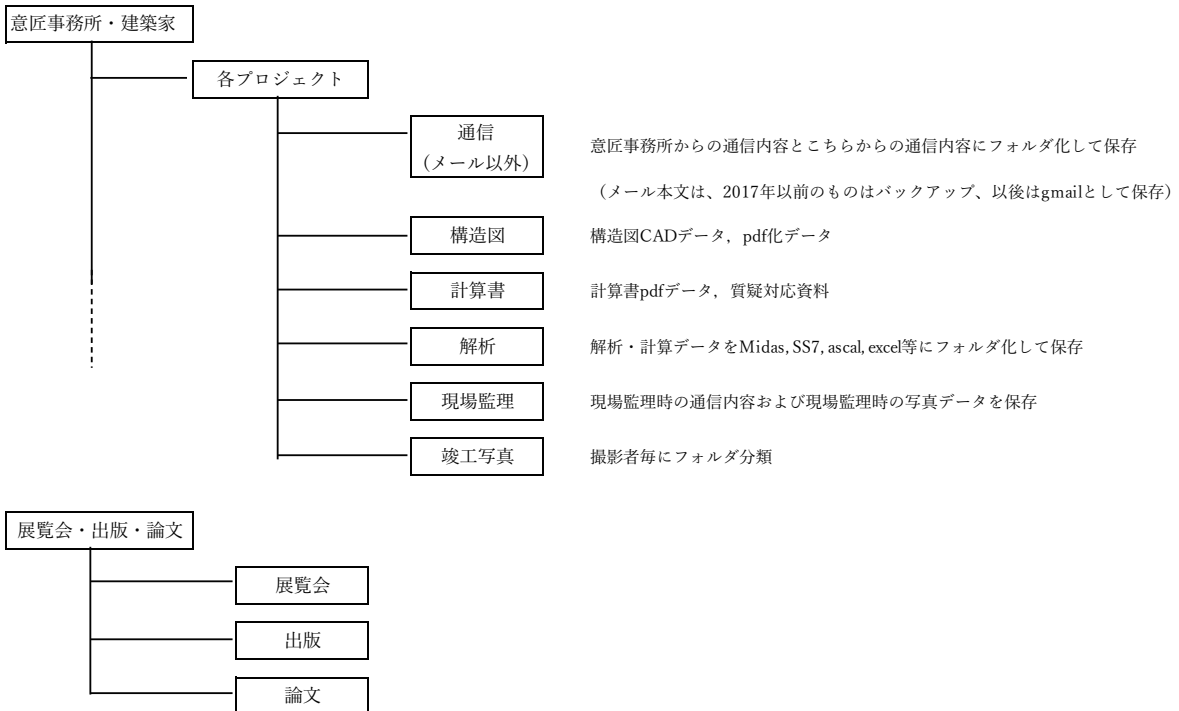 意匠事務所・建築家
各プロジェクト
通信
（メール以外）
意匠事務所からの通信内容とこちらからの通信内容にフォルダ化して保存
（メール本文は、2017年以前のものはバックアップ、以後はgmailとして保存）
構造図
構造図CADデータ，pdf化データ
計算書
計算書pdfデータ，質疑対応資料
解析
解析・計算データをMidas, SS7, ascal, excel等にフォルダ化して保存
現場監理
現場監理時の通信内容および現場監理時の写真データを保存
竣工写真
撮影者毎にフォルダ分類
展覧会・出版・論文
展覧会
出版
論文